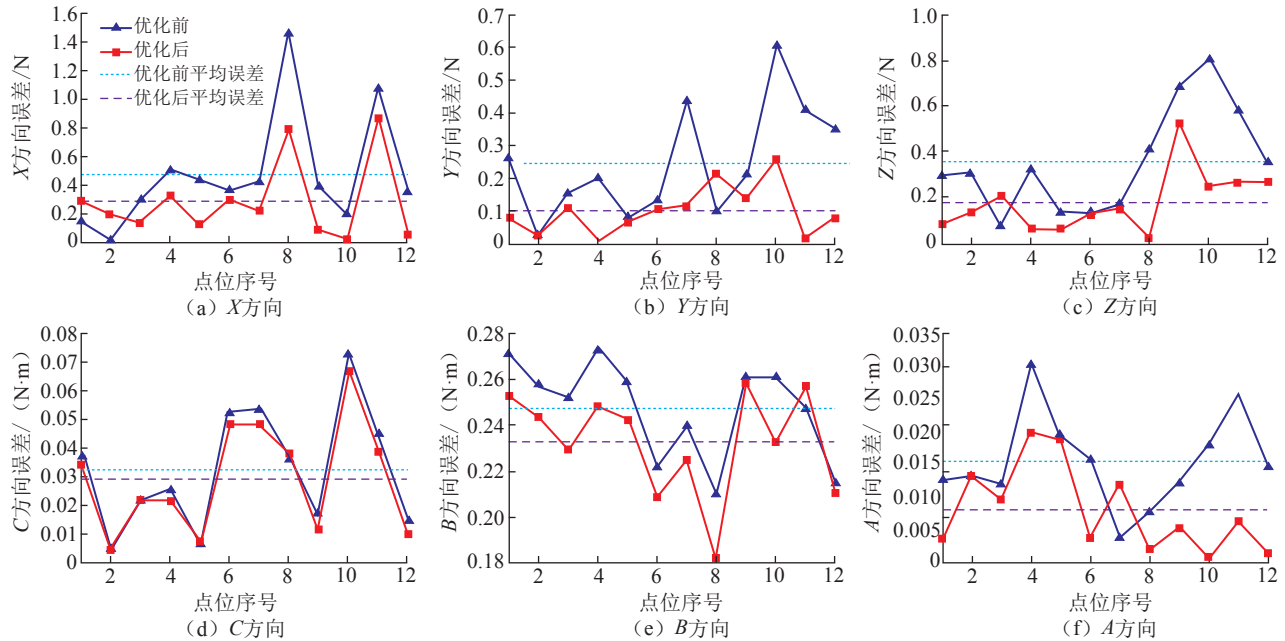 1.6
1.4
1.2
1.0
0.8
0.6
0.4
0.2
0
X方向误差/N
优化前
优化后
优化前平均误差
优化后平均误差
2 4 6 8 10 12
点位序号
（a）X方向
0.7
0.6
0.5
0.4
0.3
0.2
0.1
0
Y方向误差/N
2 4 6 8 10 12
点位序号
（b）Y方向
1.0
0.8
0.6
0.4
0.2
0
Z方向误差/N
2 4 6 8 10 12
点位序号
（c）Z方向
0.08
0.07
0.06
0.05
0.04
0.03
0.02
0.01
0
C方向误差/（N·m）
2 4 6 8 10 12
点位序号
（d）C方向
0.28
0.26
0.24
0.22
0.20
0.18
B方向误差/（N·m）
2 4 6 8 10 12
点位序号
（e）B方向
0.035
0.030
0.025
0.020
0.015
0.010
0.005
0
A方向误差/（N·m）
2 4 6 8 10 12
点位序号
（f）A方向